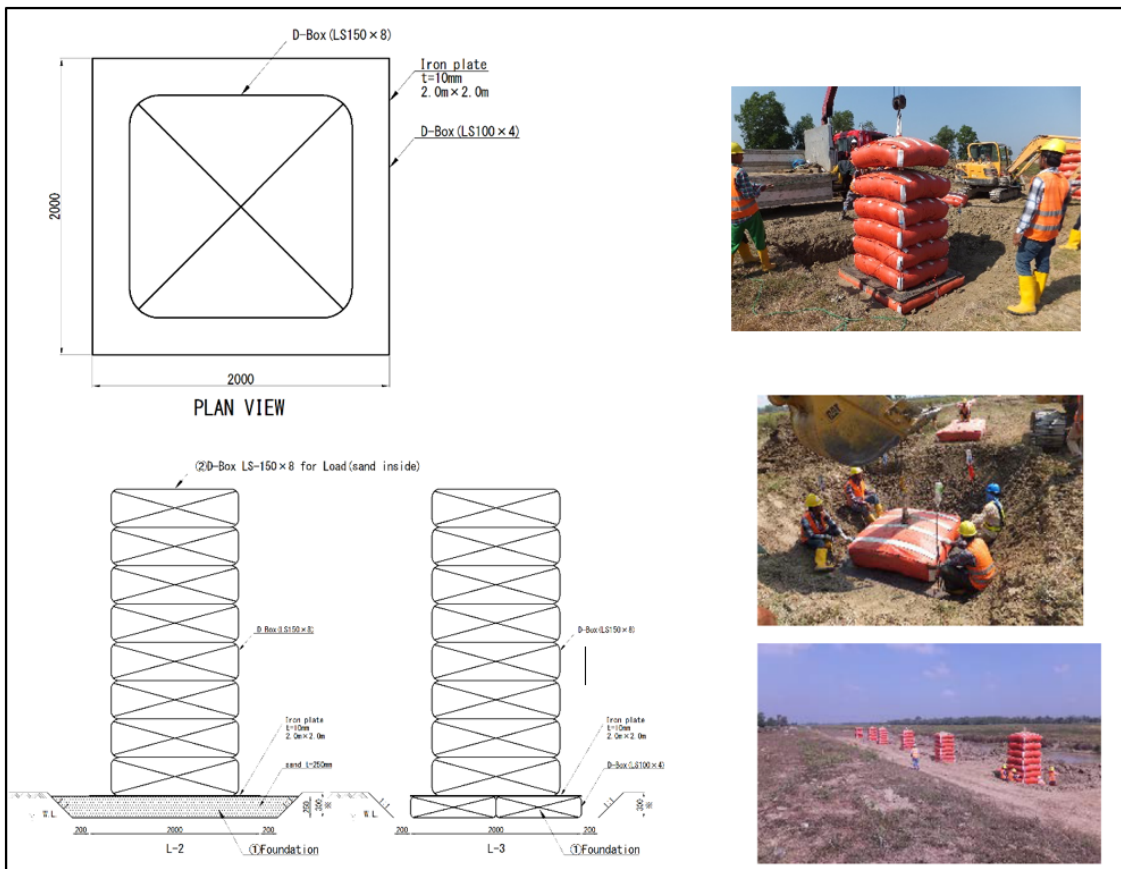 D-Box(LS150×8)
Iron plate
t=10mm
2.0m×2.0m
D-Box(LS100×4)
2000
2000
PLAN VIEW
②D-Box LS-150×8 for Load(sand inside)
D-Box(LS150×8)
Iron plate
t=10mm
2.0m×2.0m
sand t=250mm
W.L.
250
300
200
2000
200
L-2
①Foundation
D-Box(LS150×8)
Iron plate
t=10mm
2.0m×2.0m
D-Box(LS100×4)
W.L.
300
200
2000
200
L-3
①Foundation